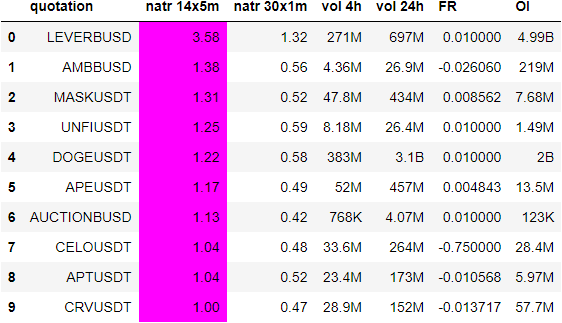 quotation natr 14x5m natr 30x1m vol 4h vol 24h FR OI
0 LEVERBUSD 3.58 1.32 271M 697M 0.010000 4.99B
1 AMBBUSD 1.38 0.56 4.36M 26.9M -0.026060 219M
2 MASKUSDT 1.31 0.52 47.8M 434M 0.008562 7.68M
3 UNFIUSDT 1.25 0.59 8.18M 26.4M 0.010000 1.49M
4 DOGEUSDT 1.22 0.58 383M 3.1B 0.010000 2B
5 APEUSDT 1.17 0.49 52M 457M 0.004843 13.5M
6 AUCTIONBUSD 1.13 0.42 768K 4.07M 0.010000 123K
7 CELOUSDT 1.04 0.48 33.6M 264M -0.750000 28.4M
8 APTUSDT 1.04 0.52 23.4M 173M -0.010568 5.97M
9 CRVUSDT 1.00 0.47 28.9M 152M -0.013717 57.7M